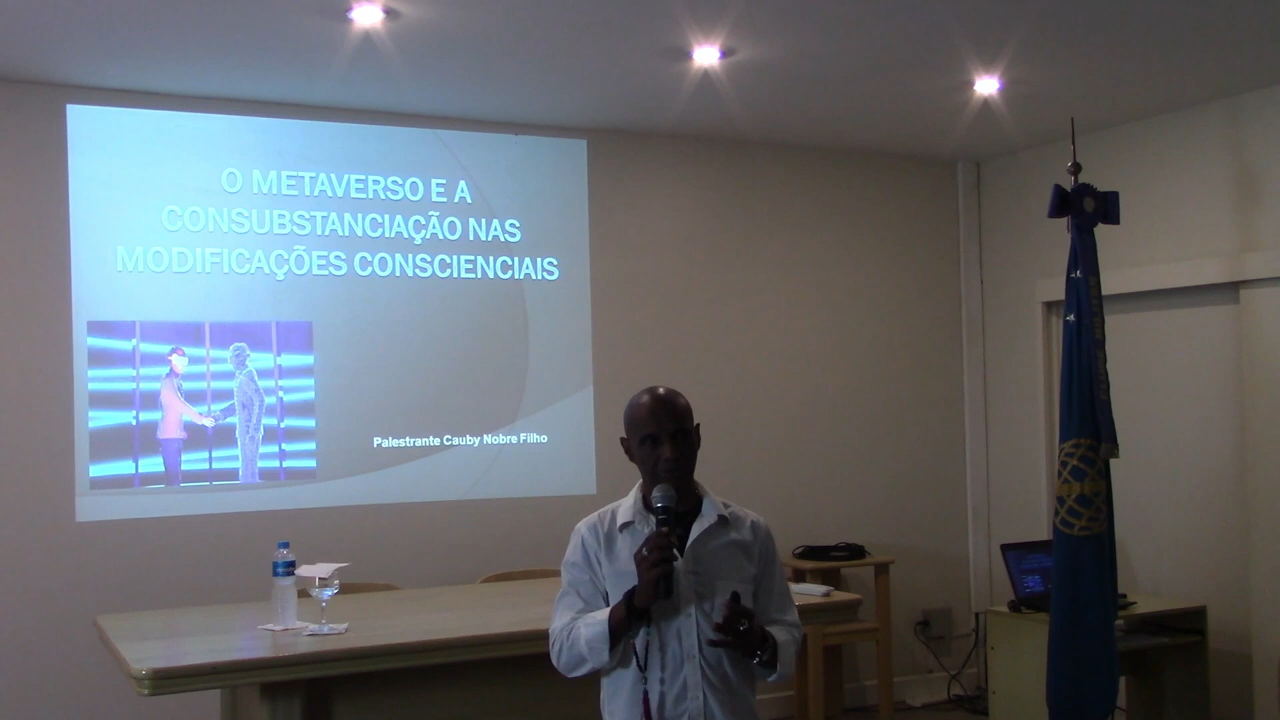 O METAVERSO E A
CONSUBSTANCIAÇÃO NAS
MODIFICAÇÕES CONSCIENCIAIS
Palestrante Cauby Nobre Filho